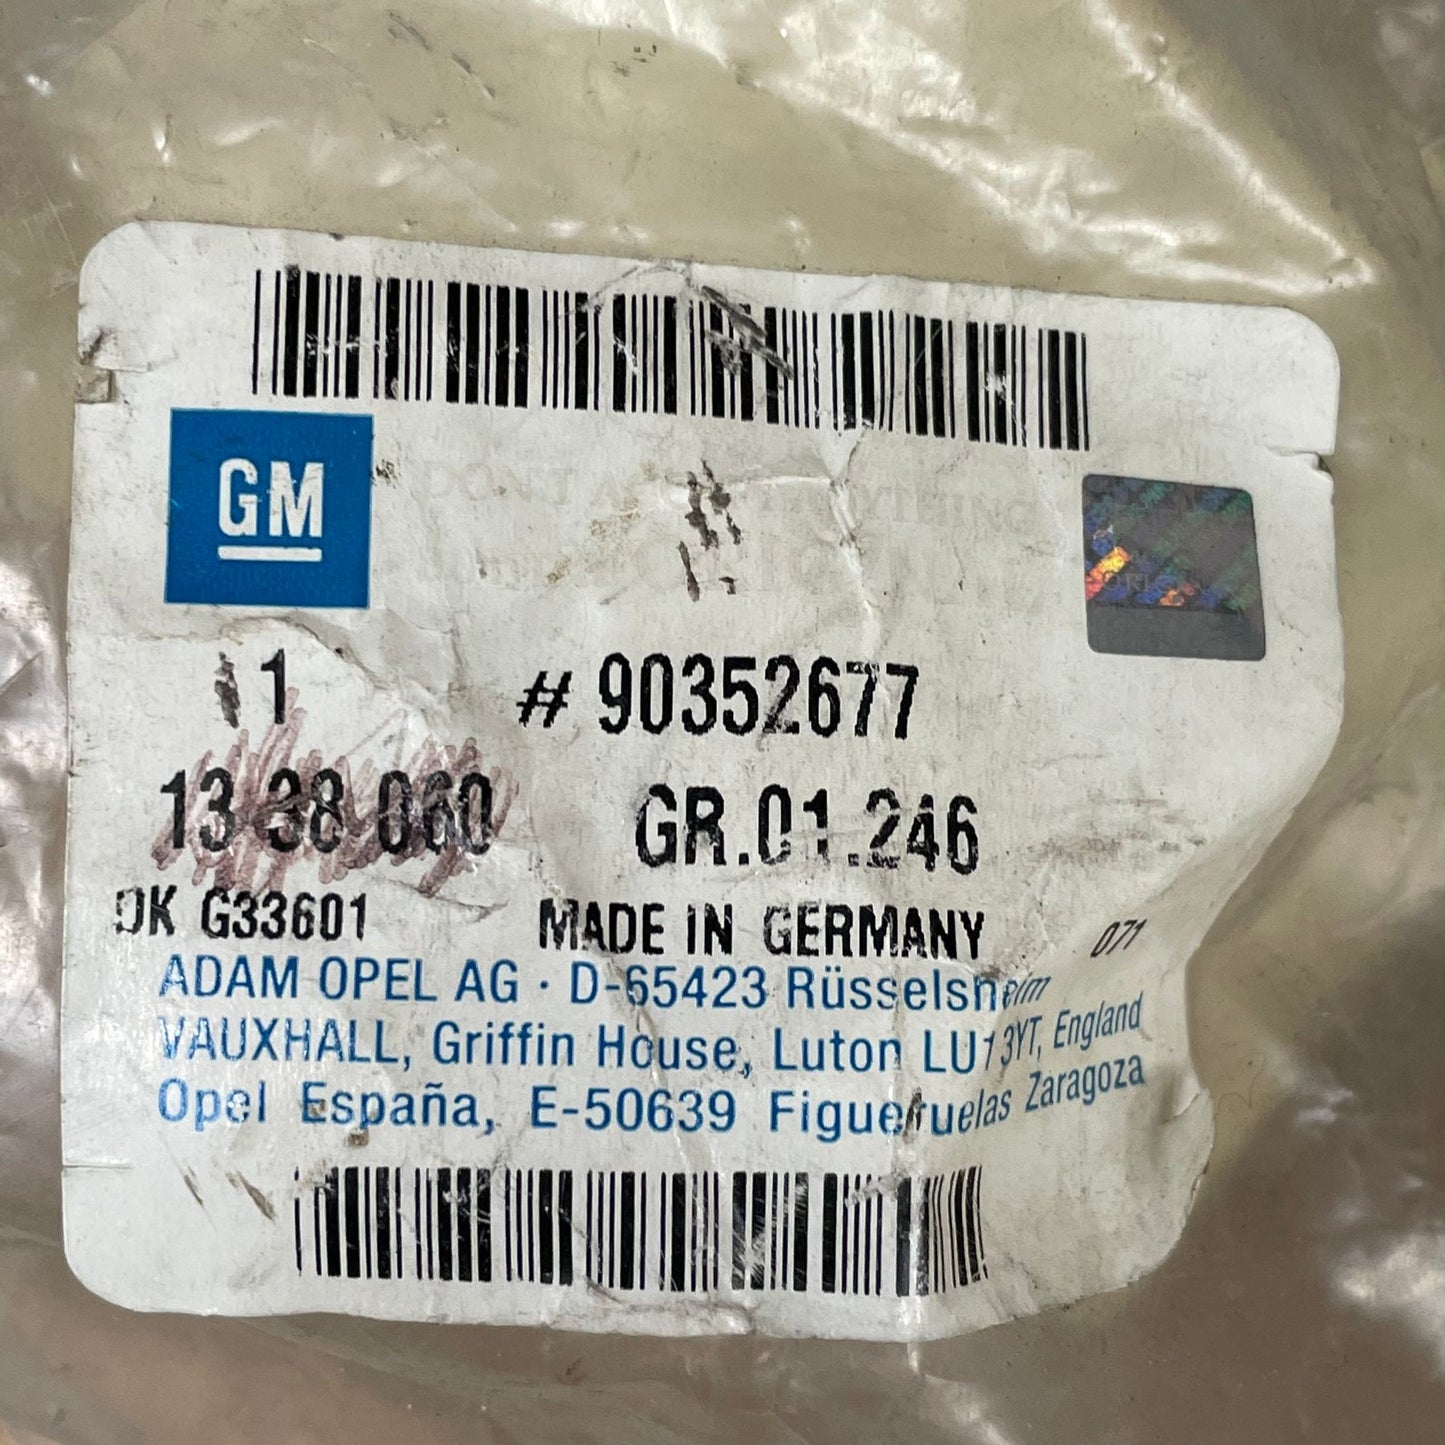 GM
1 # 90352677
13 38 060 GR.01.246
DK G33601 MADE IN GERMANY 071
ADAM OPEL AG · D-65423 Rüsselsheim
VAUXHALL, Griffin House, Luton LU1 3YT, England
Opel España, E-50639 Figueruelas Zaragoza